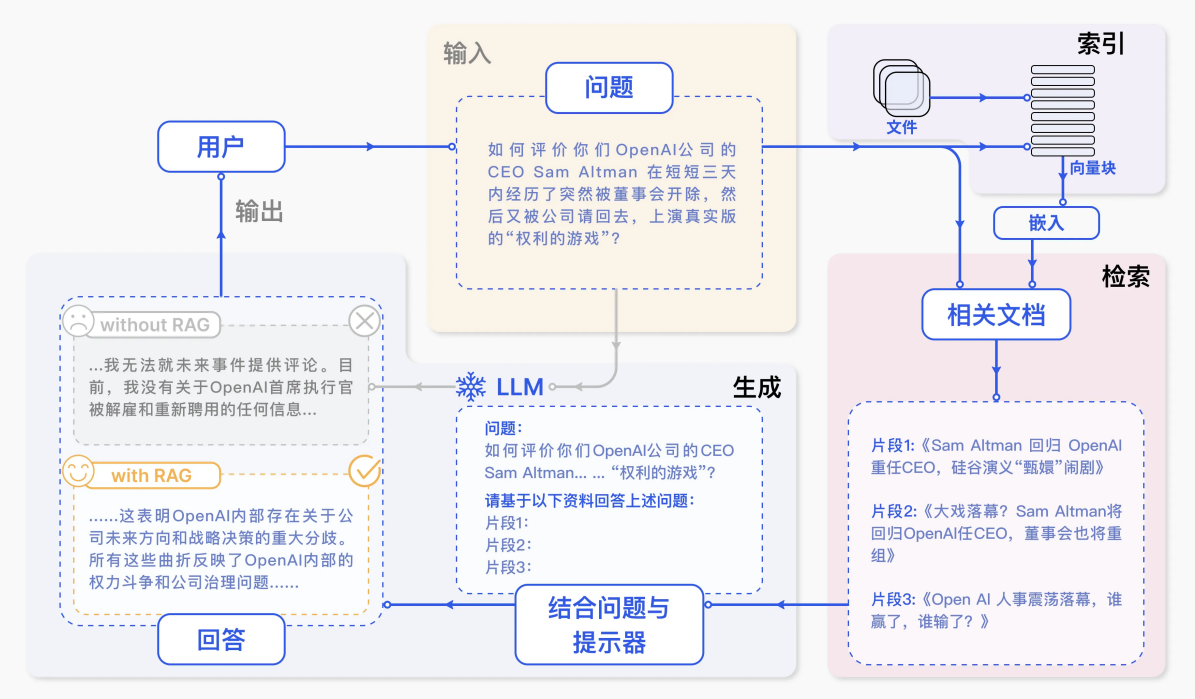 输入
问题
如何评价你们OpenAI公司的
CEO Sam Altman 在短短三天
内经历了突然被董事会开除，然
后又被公司请回去，上演真实版
的“权利的游戏”？
索引
文件
向量块
嵌入
用户
输出
检索
相关文档
片段1:《Sam Altman 回归 OpenAI
重任CEO，硅谷演义“甄嬛”闹剧》
片段2:《大戏落幕？Sam Altman将
回归OpenAI任CEO，董事会也将重
组》
片段3:《Open AI 人事震荡落幕，谁
赢了，谁输了？》
生成
LLM
问题：
如何评价你们OpenAI公司的CEO
Sam Altman... ... “权利的游戏”？
请基于以下资料回答上述问题：
片段1：
片段2：
片段3：
结合问题与
提示器
without RAG
...我无法就未来事件提供评论。目
前，我没有关于OpenAI首席执行官
被解雇和重新聘用的任何信息...
with RAG
......这表明OpenAI内部存在关于公
司未来方向和战略决策的重大分歧。
所有这些曲折反映了OpenAI内部的
权力斗争和公司治理问题......
回答